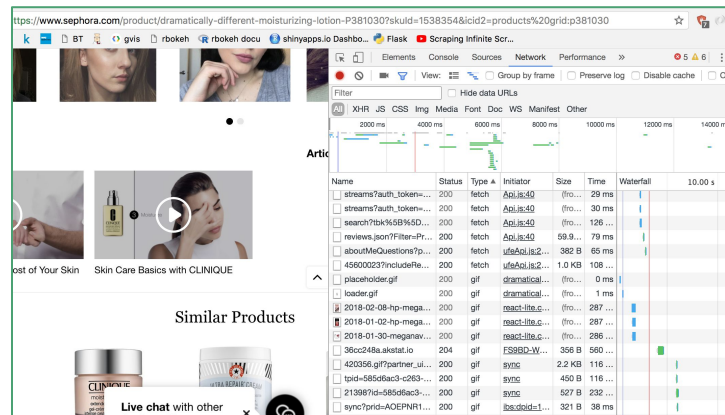 ttps://www.sephora.com/product/dramatically-different-moisturizing-lotion-P381030?skuId=1538354&icid2=products%20grid:p381030
k BT gvis rbokeh rbokeh docu shinyapps.io Dashbo... Flask Scraping Infinite Scr...
Elements Console Sources Network Performance » 5 6
View: Group by frame Preserve log Disable cache O
Filter Hide data URLs
All XHR JS CSS Img Media Font Doc WS Manifest Other
2000 ms 4000 ms 6000 ms 8000 ms 10000 ms 12000 ms 14000 m
Artic
Name Status Type ▲ Initiator Size Time Waterfall 10.00 s
streams?auth_token=... 200 fetch Api.js:40 (fro... 29 ms
streams?auth_token=... 200 fetch Api.js:40 (fro... 30 ms
search?tbk%5B%5D... 200 fetch Api.js:40 (fro... 126 ...
reviews.json?Filter=Pr... 200 fetch Api.js:40 59.9... 79 ms
aboutMeQuestions?p... 200 fetch ufeApi.js:2... 382 B 65 ms
45600023?includeRe... 200 fetch ufeApi.js:2... 1.0 KB 108 ...
placeholder.gif 200 gif dramatical... (fro... 0 ms
loader.gif 200 gif dramatical... (fro... 1 ms
2018-02-08-hp-mega... 200 gif react-lite.c... (fro... 287 ...
2018-01-02-hp-mega... 200 gif react-lite.c... (fro... 287 ...
2018-01-30-meganav... 200 gif react-lite.c... (fro... 286 ...
36cc248a.akstat.io 204 gif FS9BD-W... 356 B 560 ...
420356.gif?partner_ui... 200 gif sync 2.2 KB 116 ...
tpid=585d6ac3-c263-... 200 gif sync 450 B 116 ...
21398?id=585d6ac3-... 200 gif sync 527 B 232 ...
sync?prid=AOEPNR1... 200 gif ibs:dpid=1... 321 B 38 ms
3 Moisturize
CLINIQUE
ost of Your Skin Skin Care Basics with CLINIQUE
Similar Products
CLINIQUE
moist
ULTRA REPAIR CREAM
Live chat with other ×